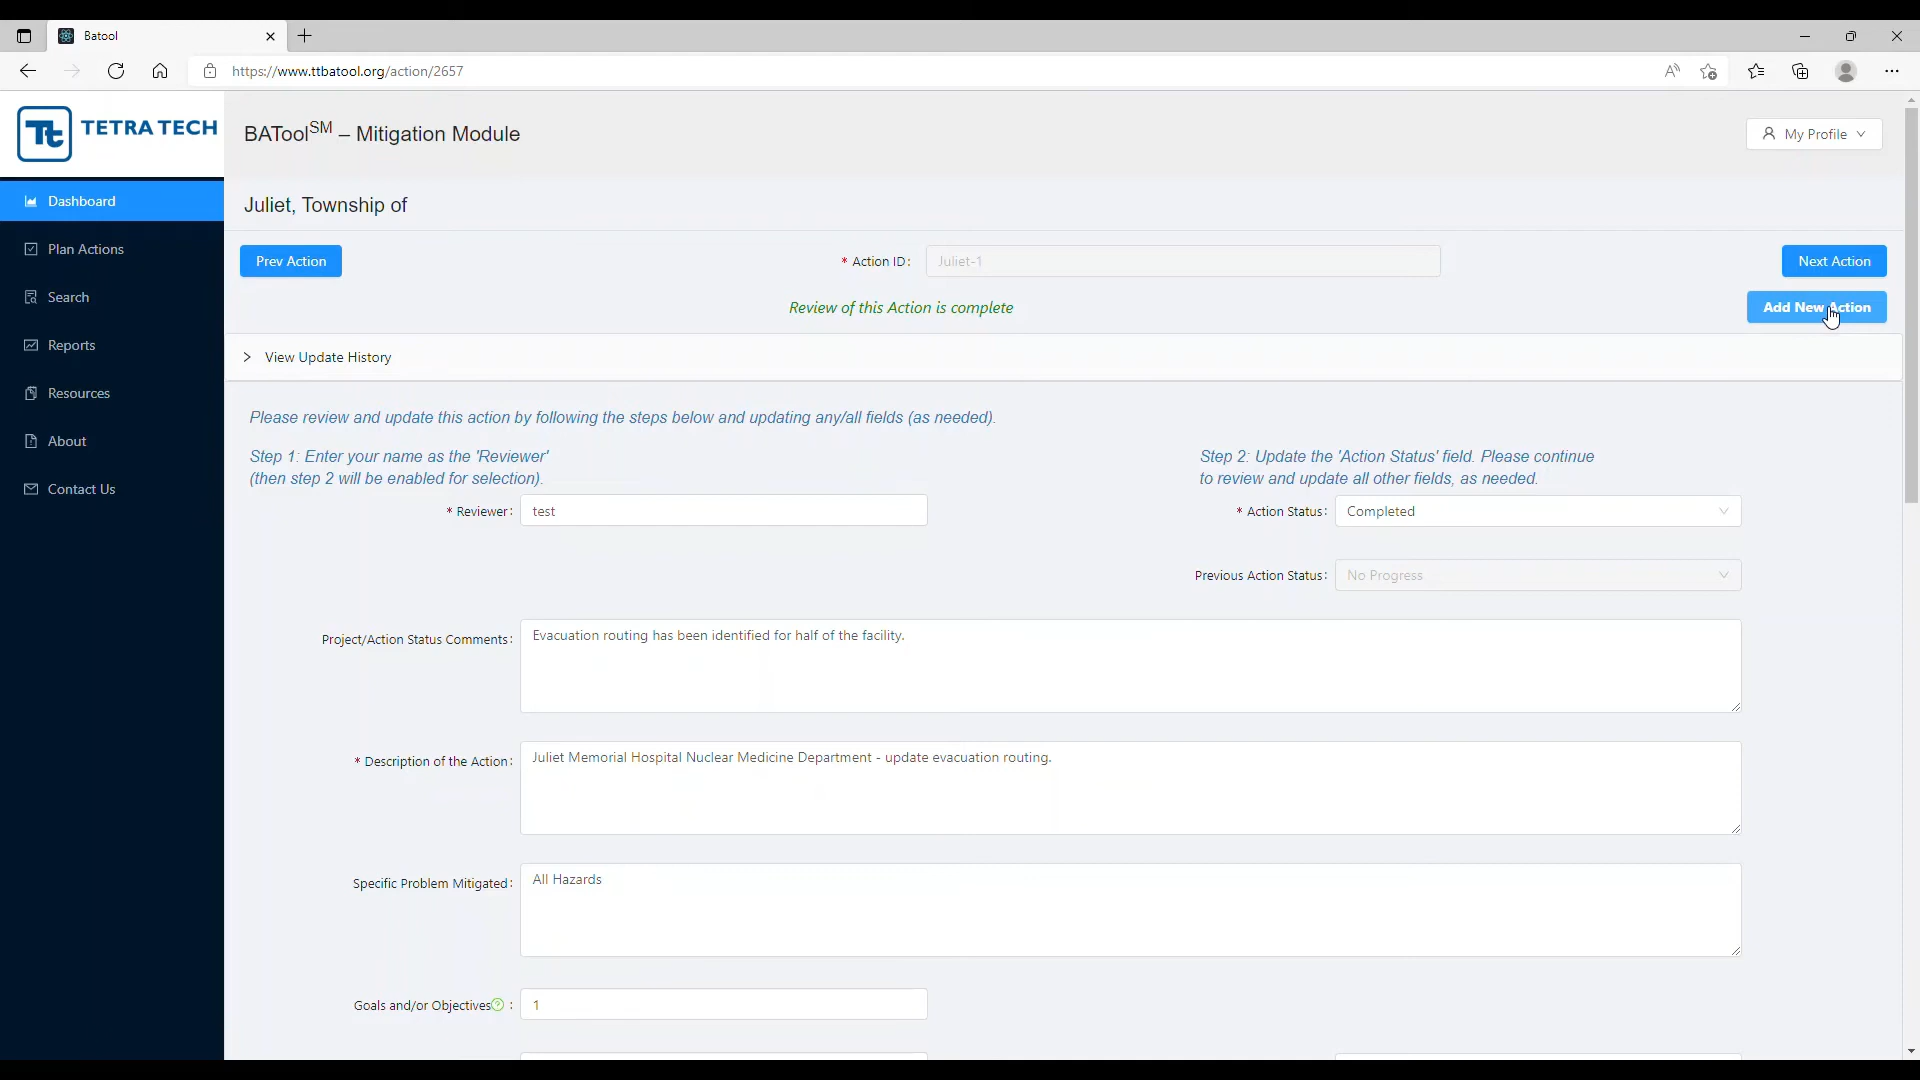 Batool
https://www.ttbatool.org/action/2657
Tt TETRA TECH
BAToolSM – Mitigation Module
My Profile
Dashboard
Plan Actions
Search
Reports
Resources
About
Contact Us
Juliet, Township of
Prev Action
* Action ID: Juliet-1
Next Action
Review of this Action is complete
Add New Action
View Update History
Please review and update this action by following the steps below and updating any/all fields (as needed).
Step 1: Enter your name as the 'Reviewer'
(then step 2 will be enabled for selection).
Step 2: Update the 'Action Status' field. Please continue
to review and update all other fields, as needed.
* Reviewer: test
* Action Status: Completed
Previous Action Status: No Progress
Project/Action Status Comments: Evacuation routing has been identified for half of the facility.
* Description of the Action: Juliet Memorial Hospital Nuclear Medicine Department - update evacuation routing.
Specific Problem Mitigated: All Hazards
Goals and/or Objectives : 1